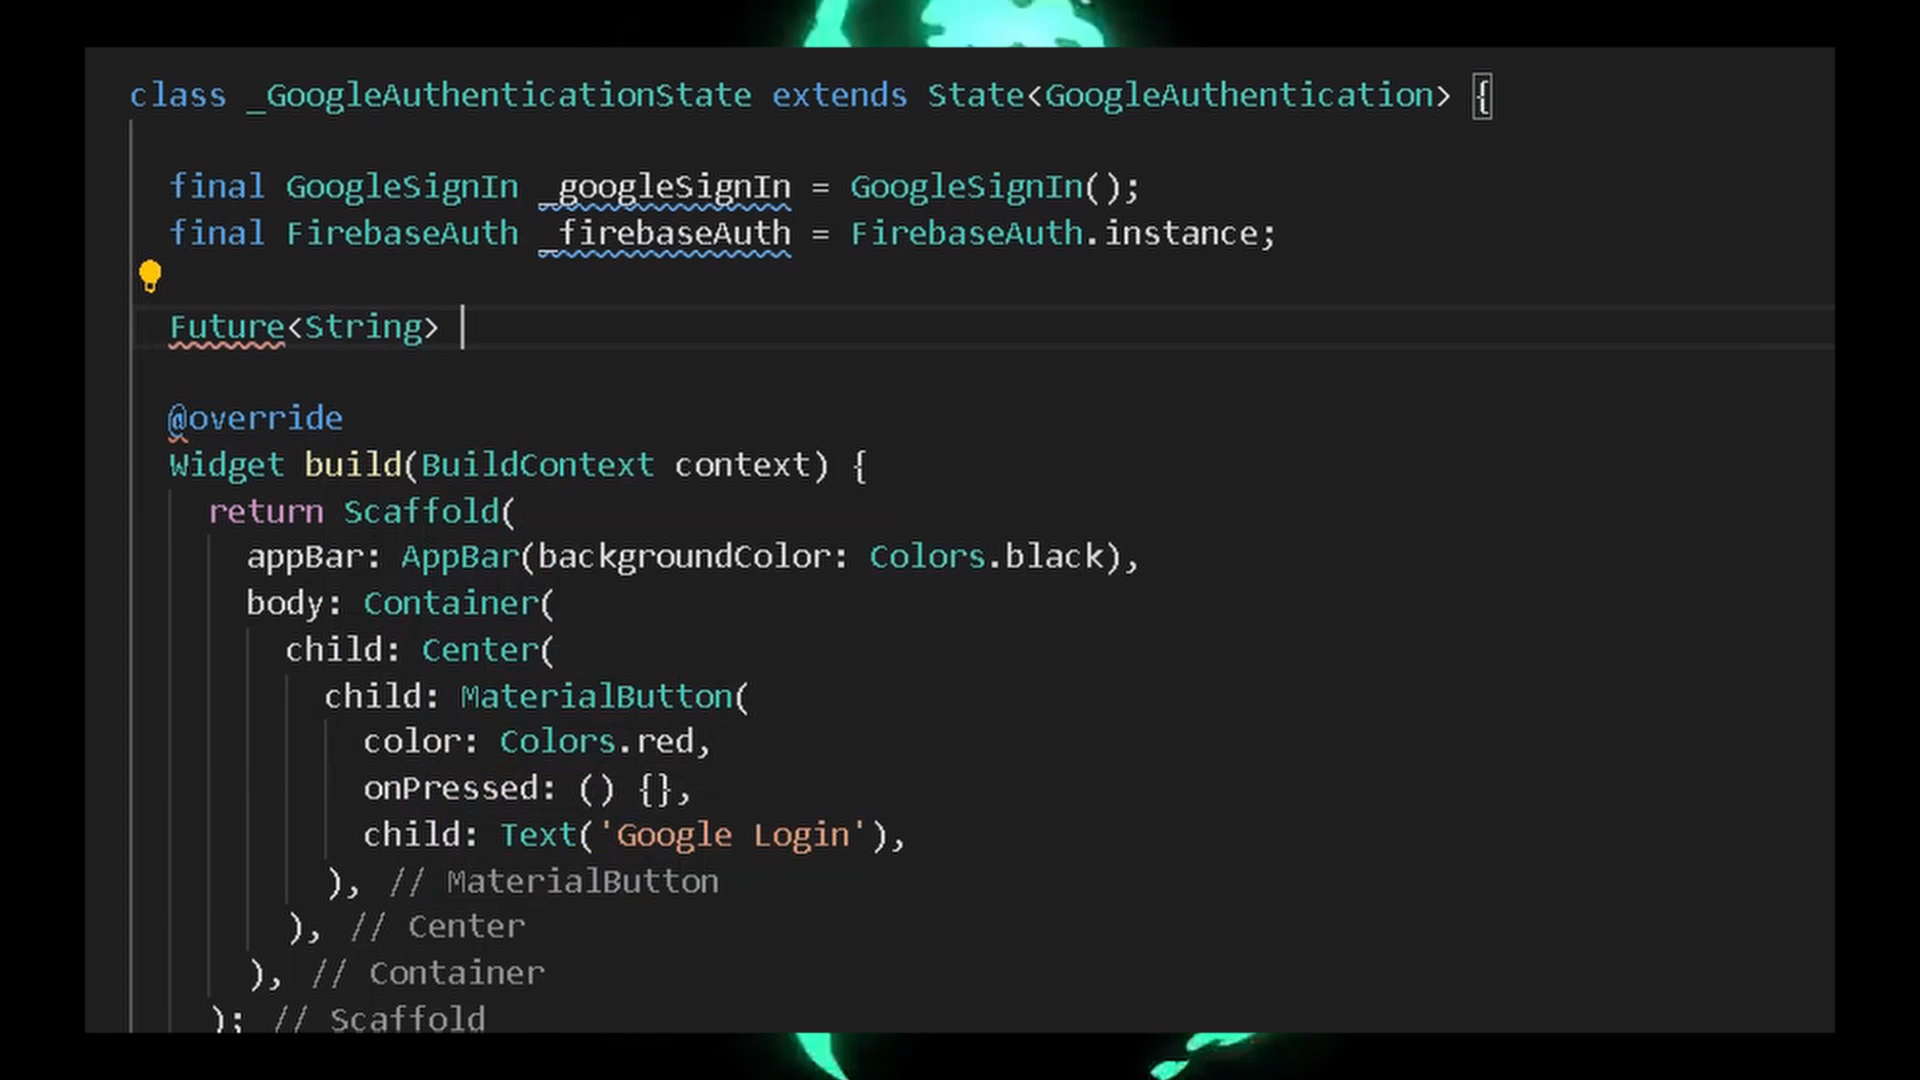 class _GoogleAuthenticationState extends State<GoogleAuthentication> {
final GoogleSignIn _googleSignIn = GoogleSignIn();
final FirebaseAuth _firebaseAuth = FirebaseAuth.instance;
Future<String>
@override
Widget build(BuildContext context) {
return Scaffold(
appBar: AppBar(backgroundColor: Colors.black),
body: Container(
child: Center(
child: MaterialButton(
color: Colors.red,
onPressed: () {},
child: Text('Google Login'),
), // MaterialButton
), // Center
), // Container
); // Scaffold